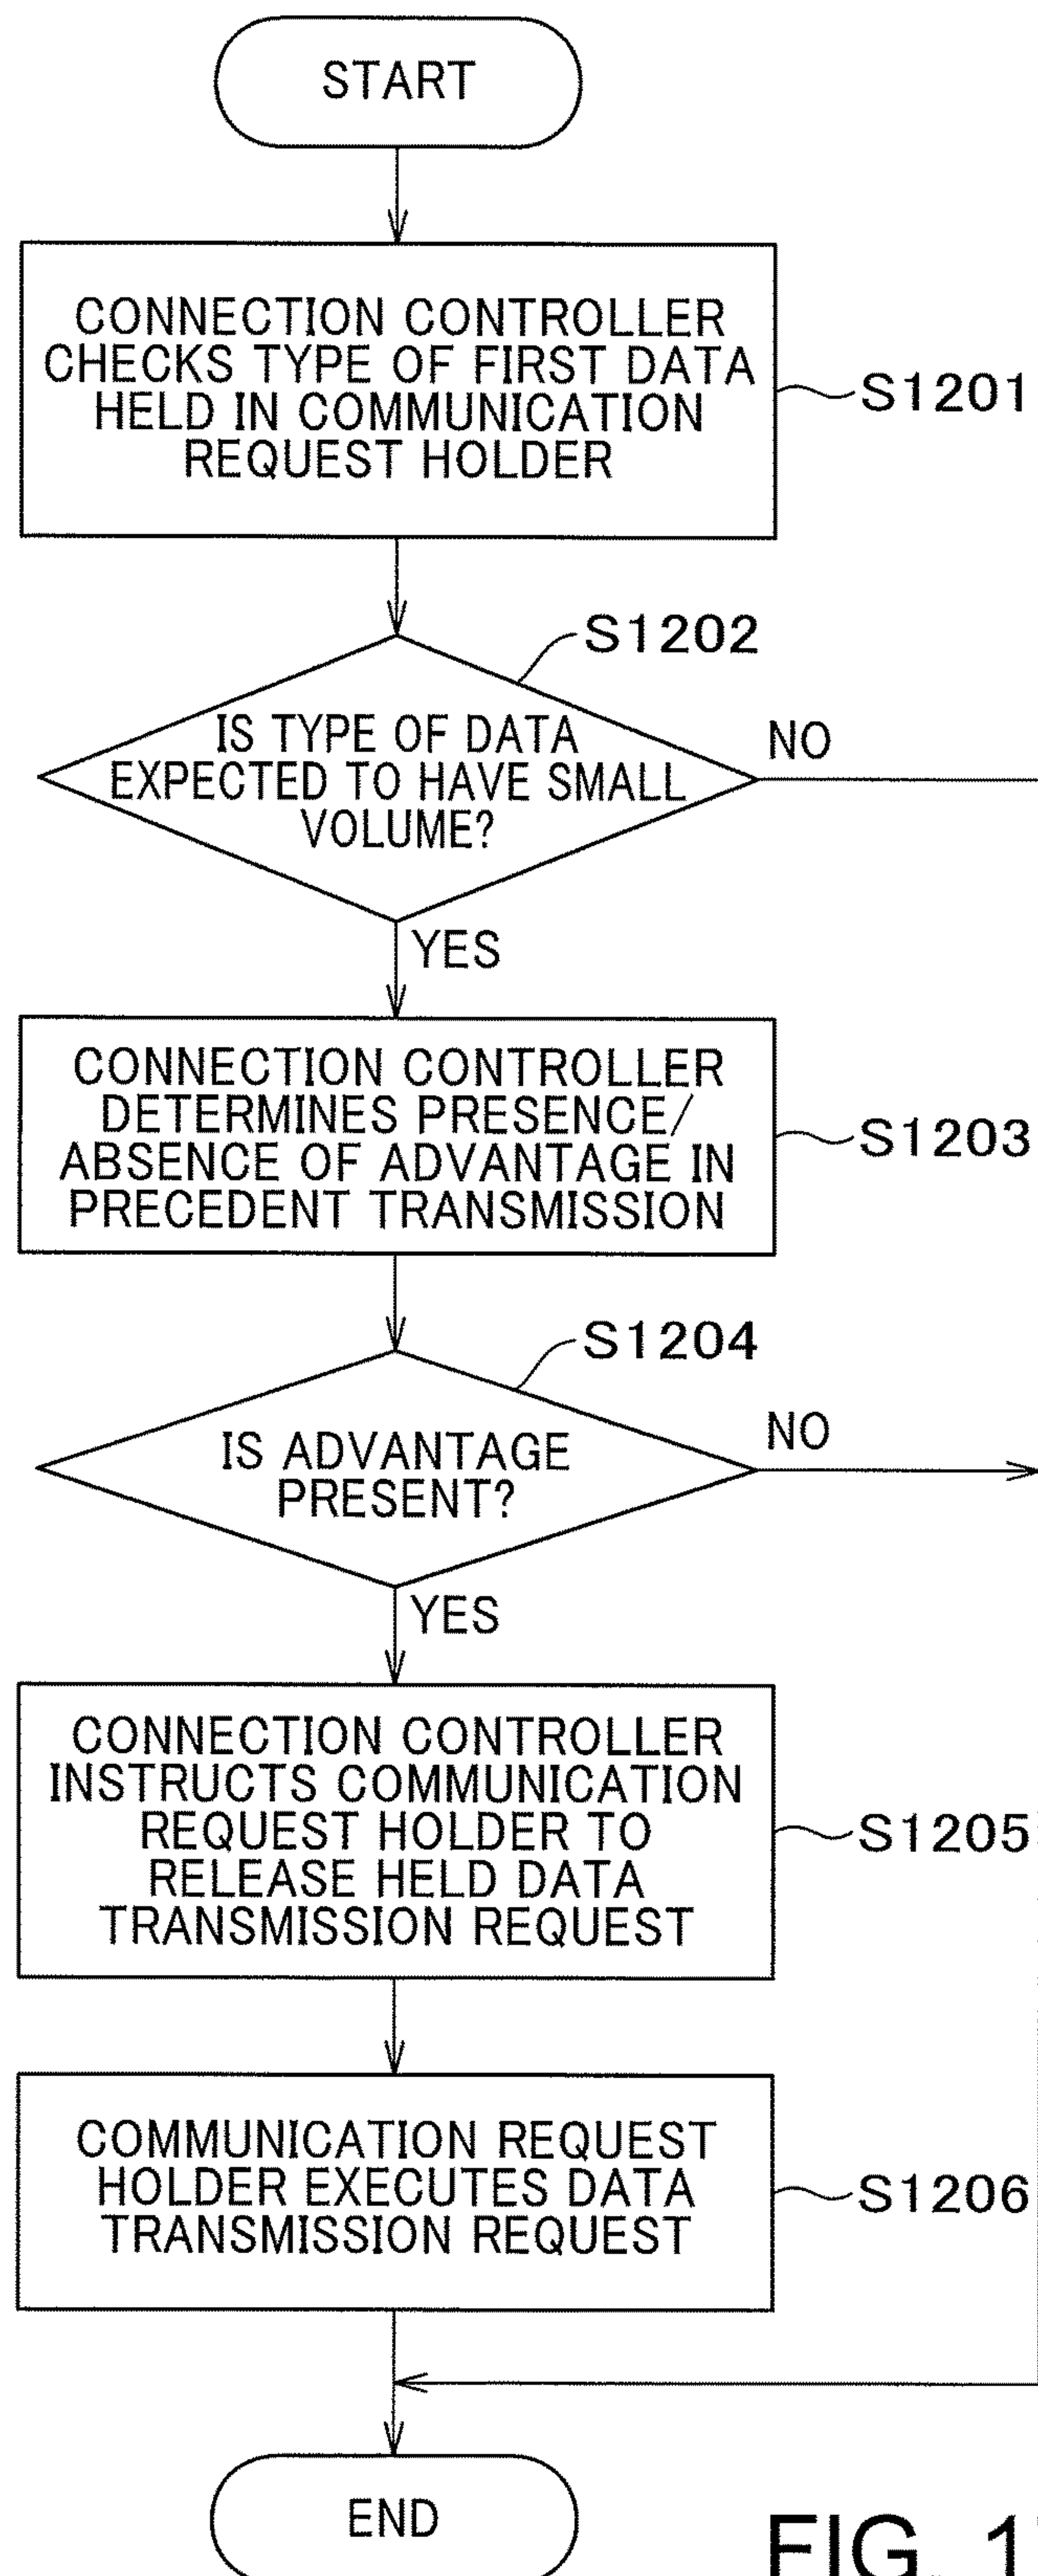 START
CONNECTION CONTROLLER
CHECKS TYPE OF FIRST DATA
HELD IN COMMUNICATION
REQUEST HOLDER
S1201
S1202
IS TYPE OF DATA
EXPECTED TO HAVE SMALL
VOLUME?
NO
YES
CONNECTION CONTROLLER
DETERMINES PRESENCE/
ABSENCE OF ADVANTAGE IN
PRECEDENT TRANSMISSION
S1203
S1204
IS ADVANTAGE
PRESENT?
NO
YES
CONNECTION CONTROLLER
INSTRUCTS COMMUNICATION
REQUEST HOLDER TO
RELEASE HELD DATA
TRANSMISSION REQUEST
S1205
COMMUNICATION REQUEST
HOLDER EXECUTES DATA
TRANSMISSION REQUEST
S1206
END
FIG.